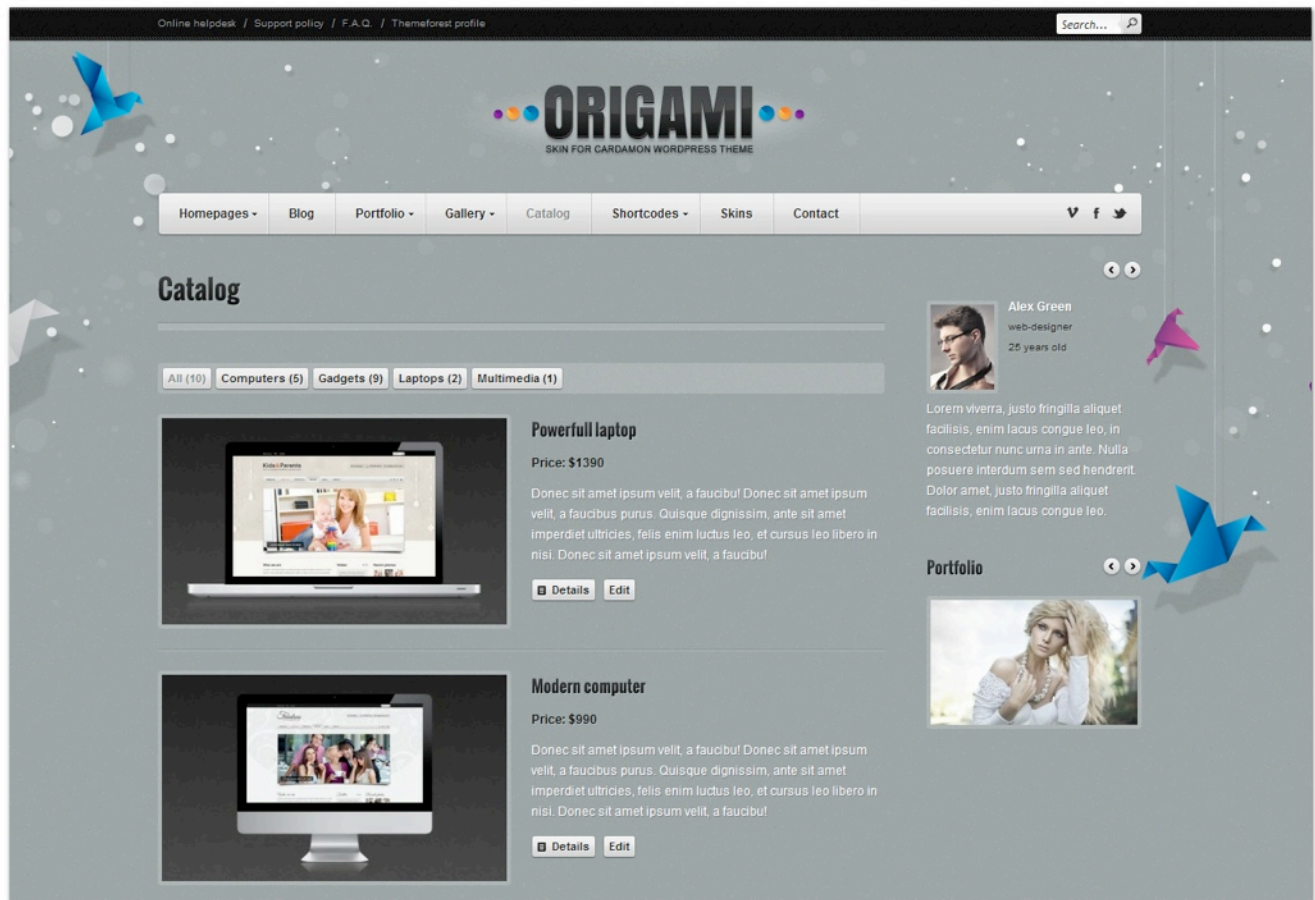 Online helpdesk / Support policy / F.A.Q. / Themeforest profile
Search...
ORIGAMI
SKIN FOR CARDAMON WORDPRESS THEME
Homepages Blog Portfolio Gallery Catalog Shortcodes Skins Contact
Catalog
All (10) Computers (5) Gadgets (9) Laptops (2) Multimedia (1)
Powerfull laptop
Price: $1390
Donec sit amet ipsum velit, a faucibu! Donec sit amet ipsum
velit, a faucibus purus. Quisque dignissim, ante sit amet
imperdiet ultricies, felis enim luctus leo, et cursus leo libero in
nisi. Donec sit amet ipsum velit, a faucibu!
Details Edit
Kids&Parents
Modern computer
Price: $990
Donec sit amet ipsum velit, a faucibu! Donec sit amet ipsum
velit, a faucibus purus. Quisque dignissim, ante sit amet
imperdiet ultricies, felis enim luctus leo, et cursus leo libero in
nisi. Donec sit amet ipsum velit, a faucibu!
Details Edit
Alex Green
web-designer
25 years old
Lorem viverra, justo fringilla aliquet
facilisis, enim lacus congue leo, in
consectetur nunc urna in ante. Nulla
posuere interdum sem sed hendrerit.
Dolor amet, justo fringilla aliquet
facilisis, enim lacus congue leo.
Portfolio